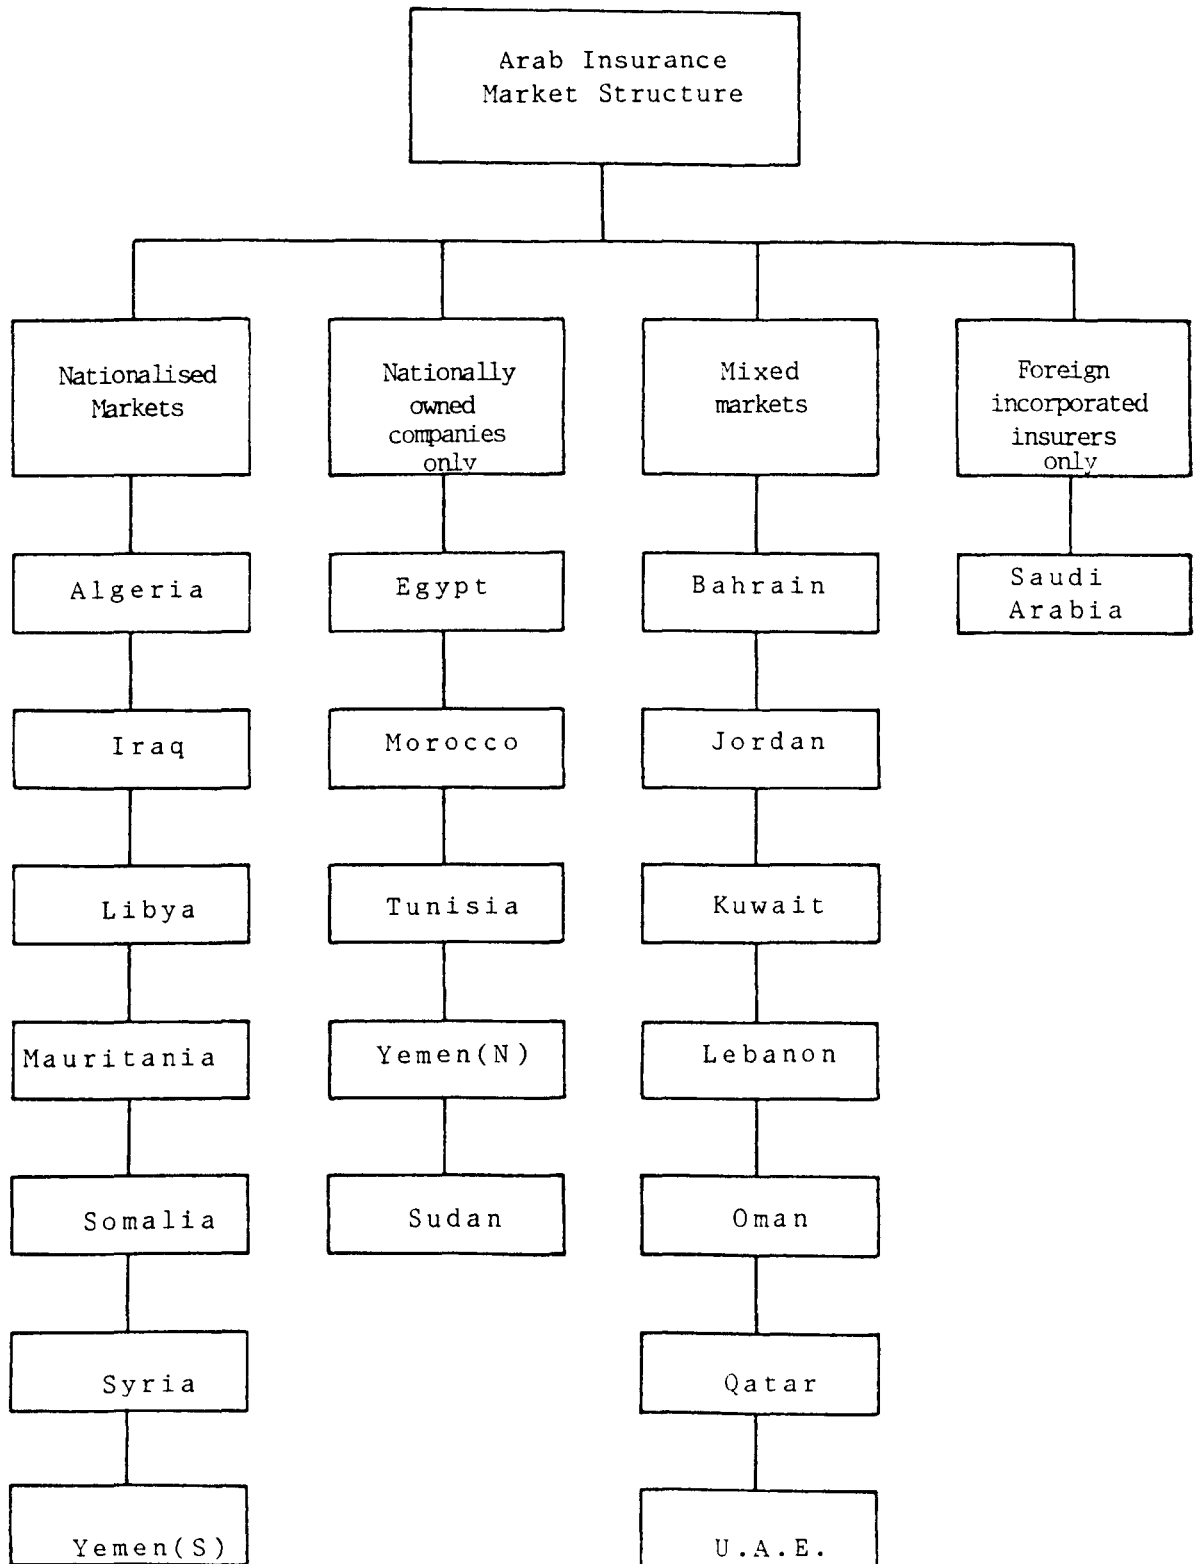 Arab Insurance
Market Structure
Nationalised
Markets
Nationally
owned
companies
only
Mixed
markets
Foreign
incorporated
insurers
only
Algeria
Iraq
Libya
Mauritania
Somalia
Syria
Yemen(S)
Egypt
Morocco
Tunisia
Yemen(N)
Sudan
Bahrain
Jordan
Kuwait
Lebanon
Oman
Qatar
U.A.E.
Saudi
Arabia